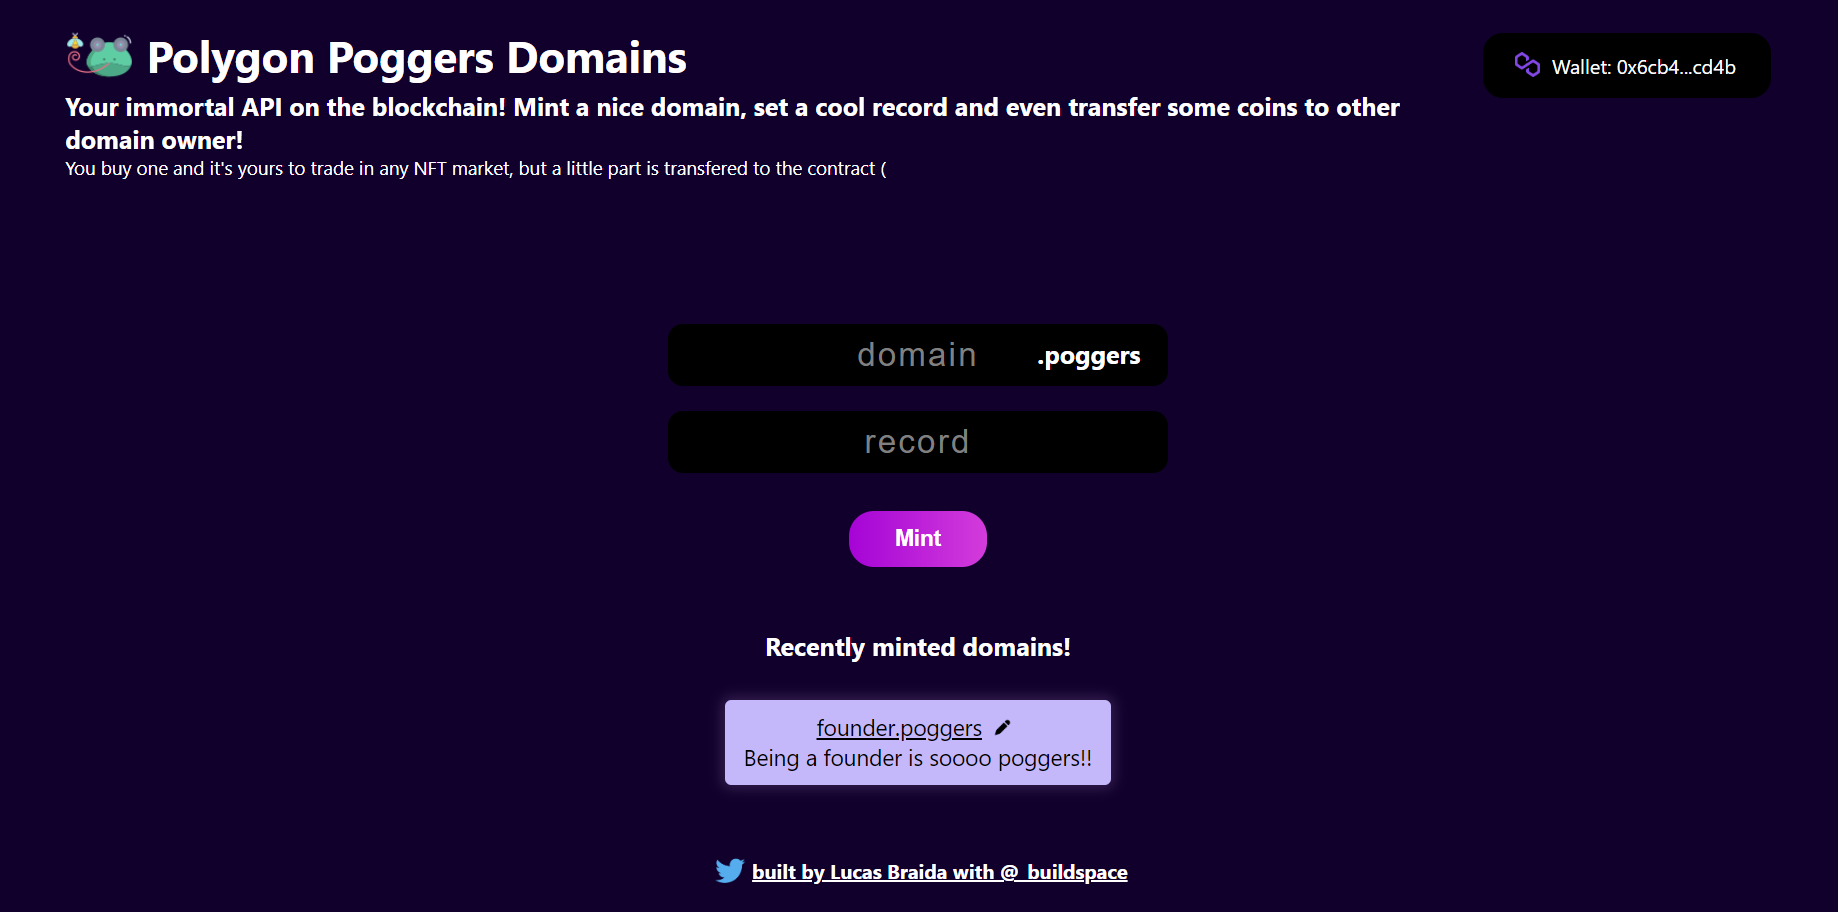 Polygon Poggers Domains
Wallet: 0x6cb4...cd4b
Your immortal API on the blockchain! Mint a nice domain, set a cool record and even transfer some coins to other
domain owner!
You buy one and it's yours to trade in any NFT market, but a little part is transfered to the contract (
domain .poggers
record
Mint
Recently minted domains!
founder.poggers
Being a founder is soooo poggers!!
built by Lucas Braida with @_buildspace